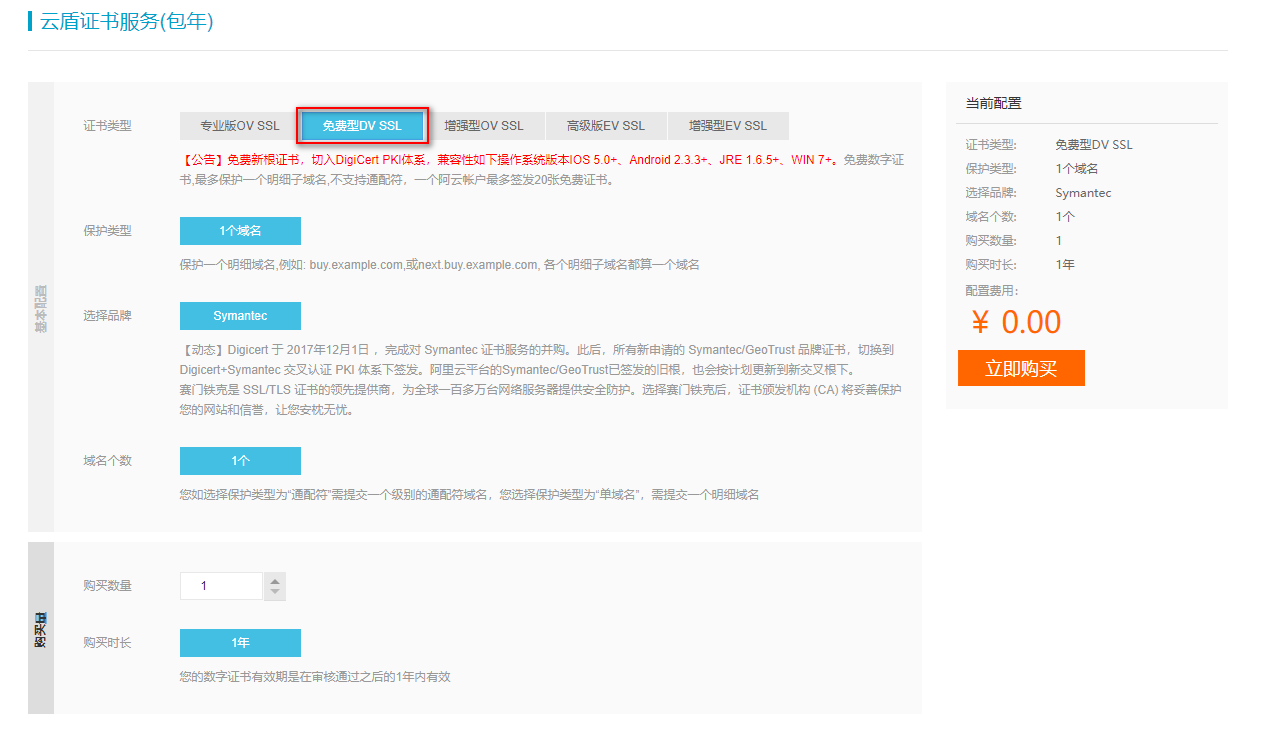 云盾证书服务(包年)
基本配置
证书类型
专业版OV SSL
免费型DV SSL
增强型OV SSL
高级版EV SSL
增强型EV SSL
【公告】免费新根证书，切入DigiCert PKI体系，兼容性如下操作系统版本IOS 5.0+、Android 2.3.3+、JRE 1.6.5+、WIN 7+。免费数字证
书,最多保护一个明细子域名,不支持通配符，一个阿云帐户最多签发20张免费证书。
保护类型
1个域名
保护一个明细域名,例如: buy.example.com,或next.buy.example.com, 各个明细子域名都算一个域名
选择品牌
Symantec
【动态】Digicert 于 2017年12月1日 ，完成对 Symantec 证书服务的并购。此后，所有新申请的 Symantec/GeoTrust 品牌证书，切换到
Digicert+Symantec 交叉认证 PKI 体系下签发。阿里云平台的Symantec/GeoTrust已签发的旧根，也会按计划更新到新交叉根下。
赛门铁克是 SSL/TLS 证书的领先提供商，为全球一百多万台网络服务器提供安全防护。选择赛门铁克后，证书颁发机构 (CA) 将妥善保护
您的网站和信誉，让您安枕无忧。
域名个数
1个
您如选择保护类型为“通配符”需提交一个级别的通配符域名，您选择保护类型为“单域名”，需提交一个明细域名
购买量
购买数量
1
购买时长
1年
您的数字证书有效期是在审核通过之后的1年内有效
当前配置
证书类型: 免费型DV SSL
保护类型: 1个域名
选择品牌: Symantec
域名个数: 1个
购买数量: 1
购买时长: 1年
配置费用:
¥ 0.00
立即购买